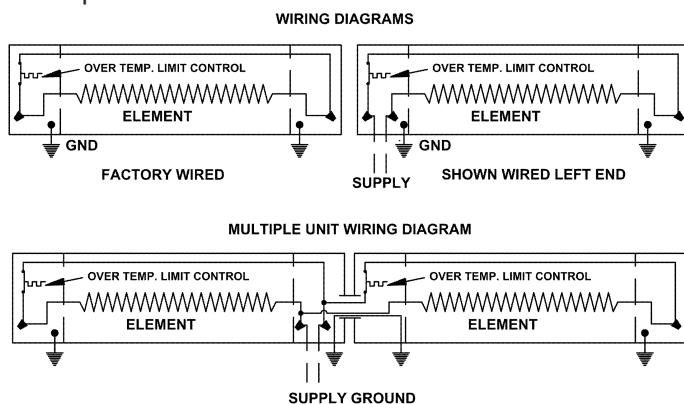 WIRING DIAGRAMS
OVER TEMP. LIMIT CONTROL
ELEMENT
GND
FACTORY WIRED
OVER TEMP. LIMIT CONTROL
ELEMENT
GND
SUPPLY
SHOWN WIRED LEFT END
MULTIPLE UNIT WIRING DIAGRAM
OVER TEMP. LIMIT CONTROL
ELEMENT
OVER TEMP. LIMIT CONTROL
ELEMENT
SUPPLY GROUND